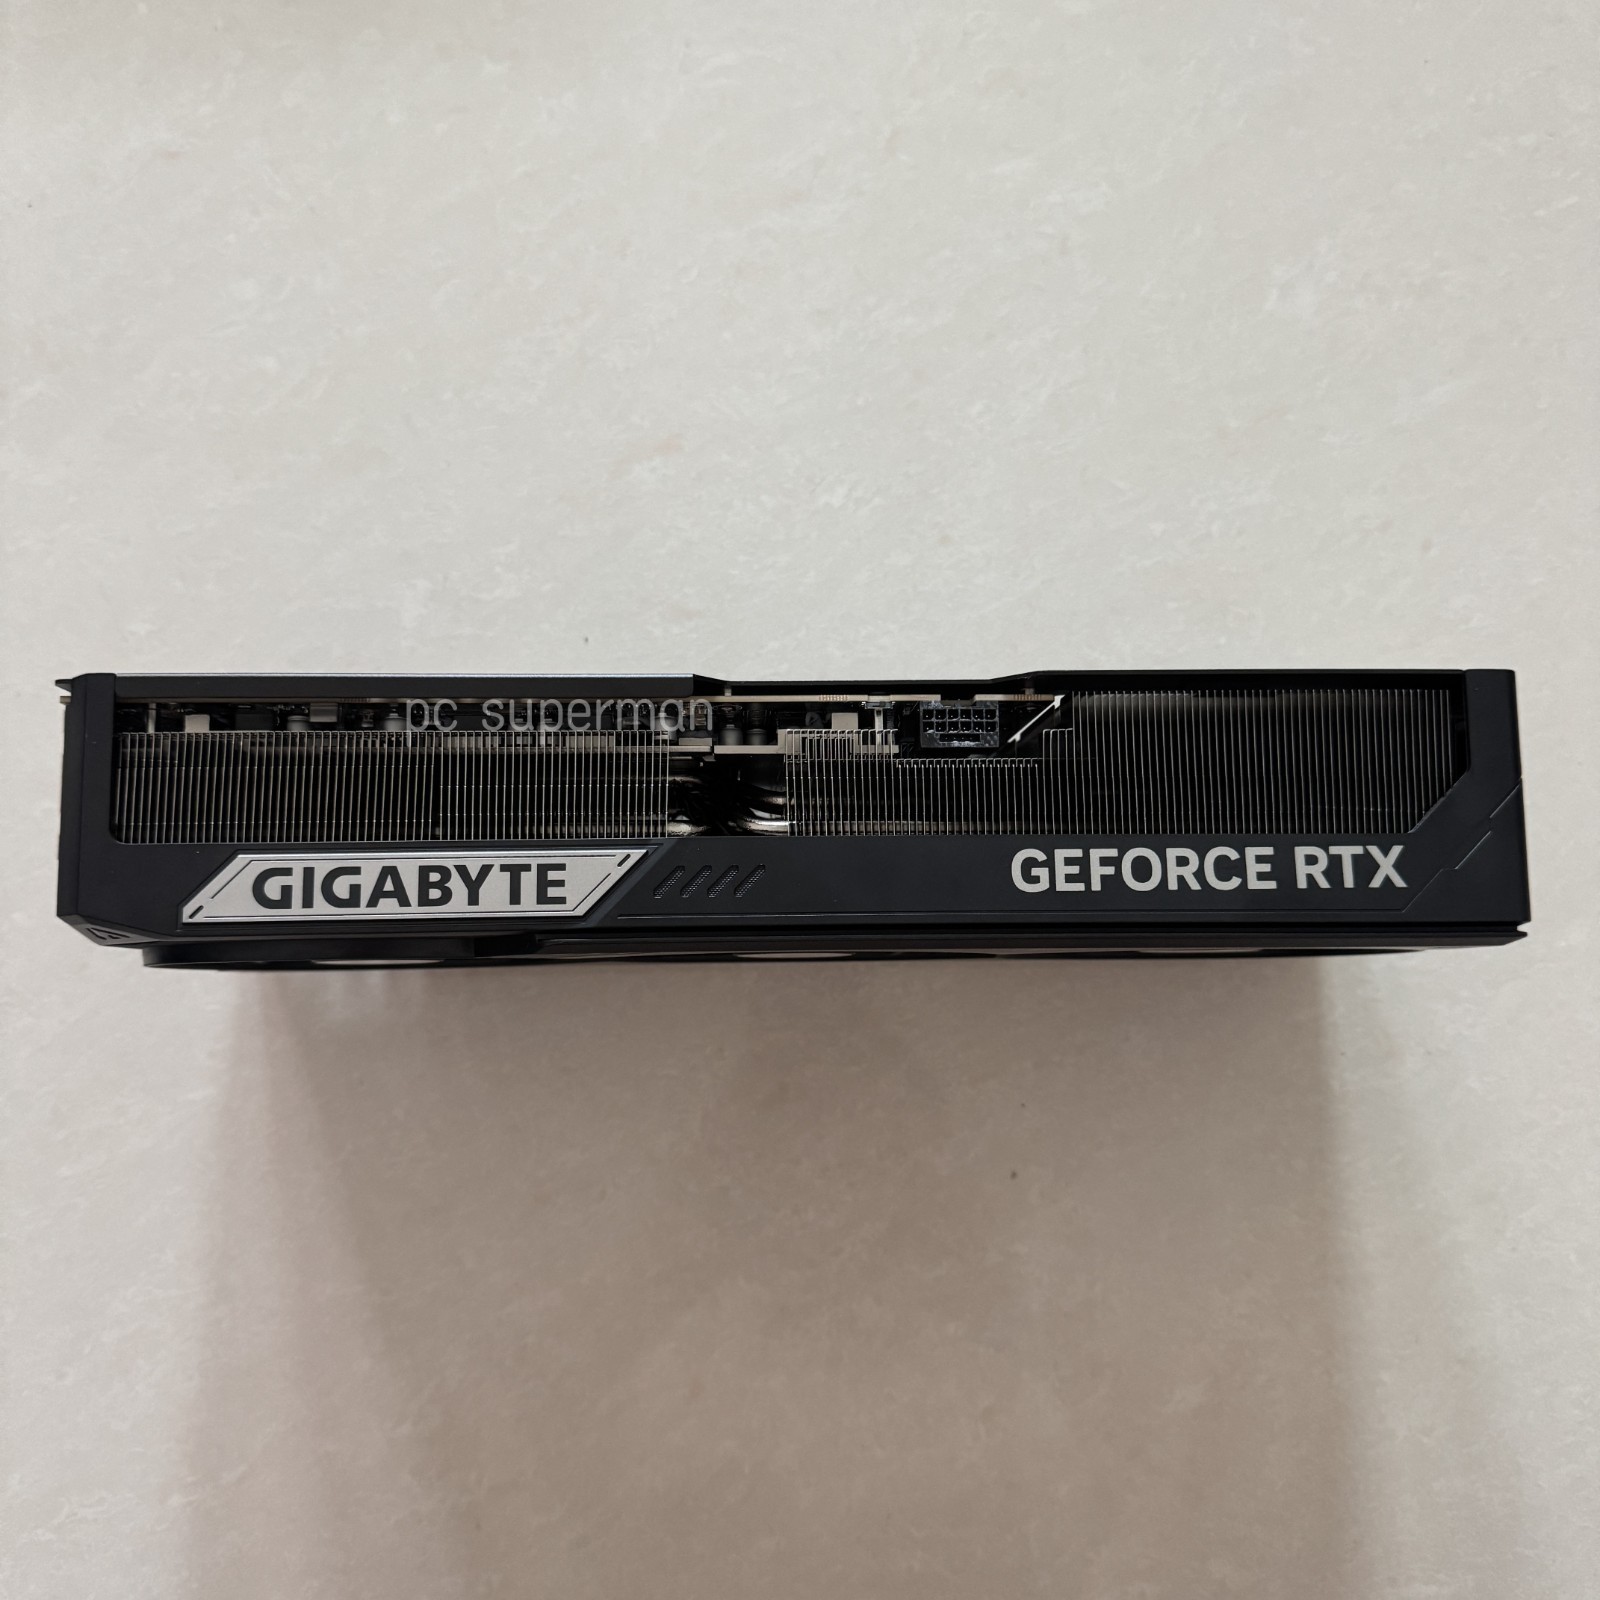 pc superman
GIGABYTE
GEFORCE RTX